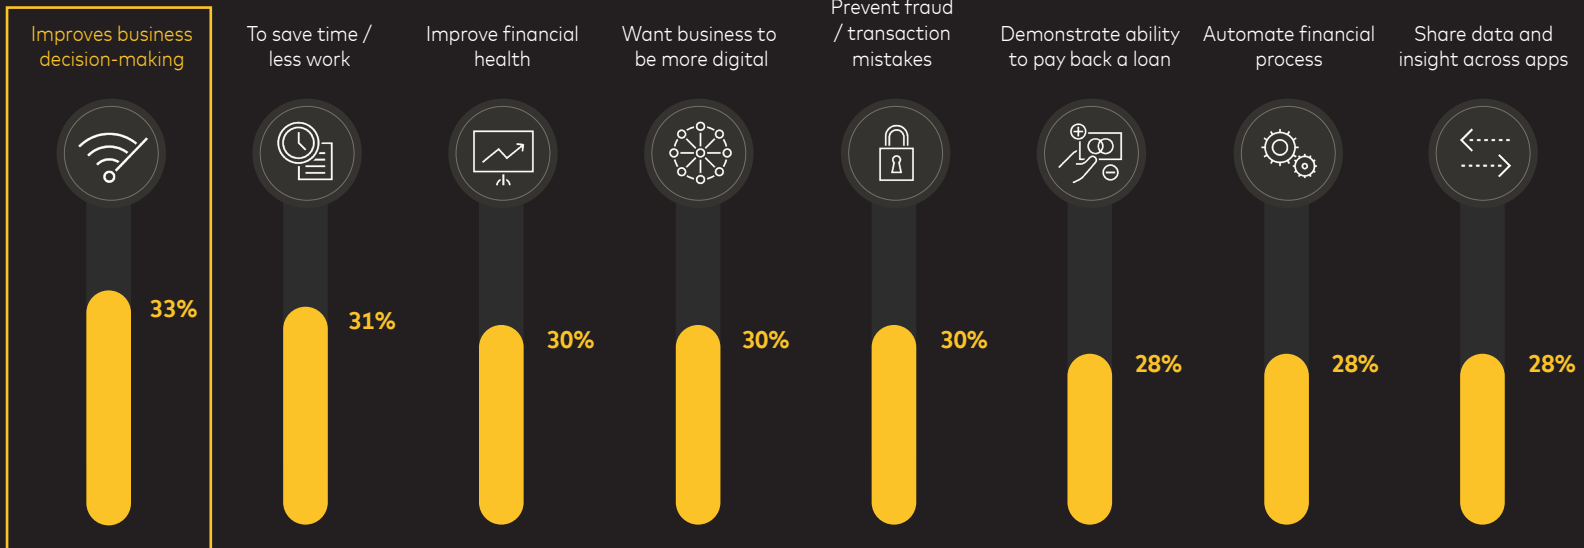 Improves business
decision-making
To save time /
less work
Improve financial
health
Want business to
be more digital
Prevent fraud
/ transaction
mistakes
Demonstrate ability
to pay back a loan
Automate financial
process
Share data and
insight across apps
33%
31%
30%
30%
30%
28%
28%
28%